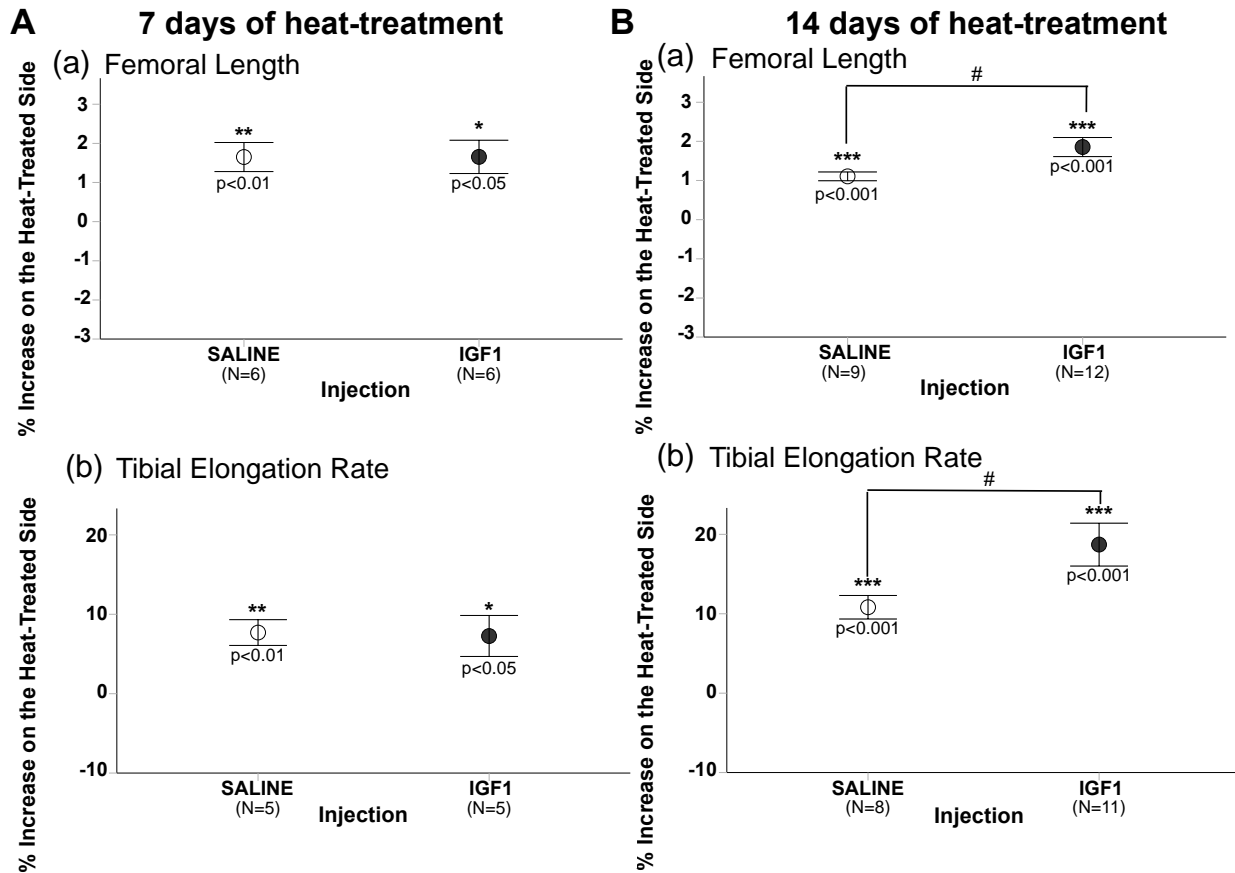 A 7 days of heat-treatment
(a) Femoral Length
% Increase on the Heat-Treated Side
3
2
1
0
-1
-2
-3
**
p<0.01
*
p<0.05
SALINE
(N=6)
IGF1
(N=6)
Injection
(b) Tibial Elongation Rate
% Increase on the Heat-Treated Side
20
10
0
-10
**
p<0.01
*
p<0.05
SALINE
(N=5)
IGF1
(N=5)
Injection
B 14 days of heat-treatment
(a) Femoral Length
% Increase on the Heat-Treated Side
3
2
1
0
-1
-2
-3
#
***
p<0.001
***
p<0.001
SALINE
(N=9)
IGF1
(N=12)
Injection
(b) Tibial Elongation Rate
% Increase on the Heat-Treated Side
20
10
0
-10
#
***
p<0.001
***
p<0.001
SALINE
(N=8)
IGF1
(N=11)
Injection